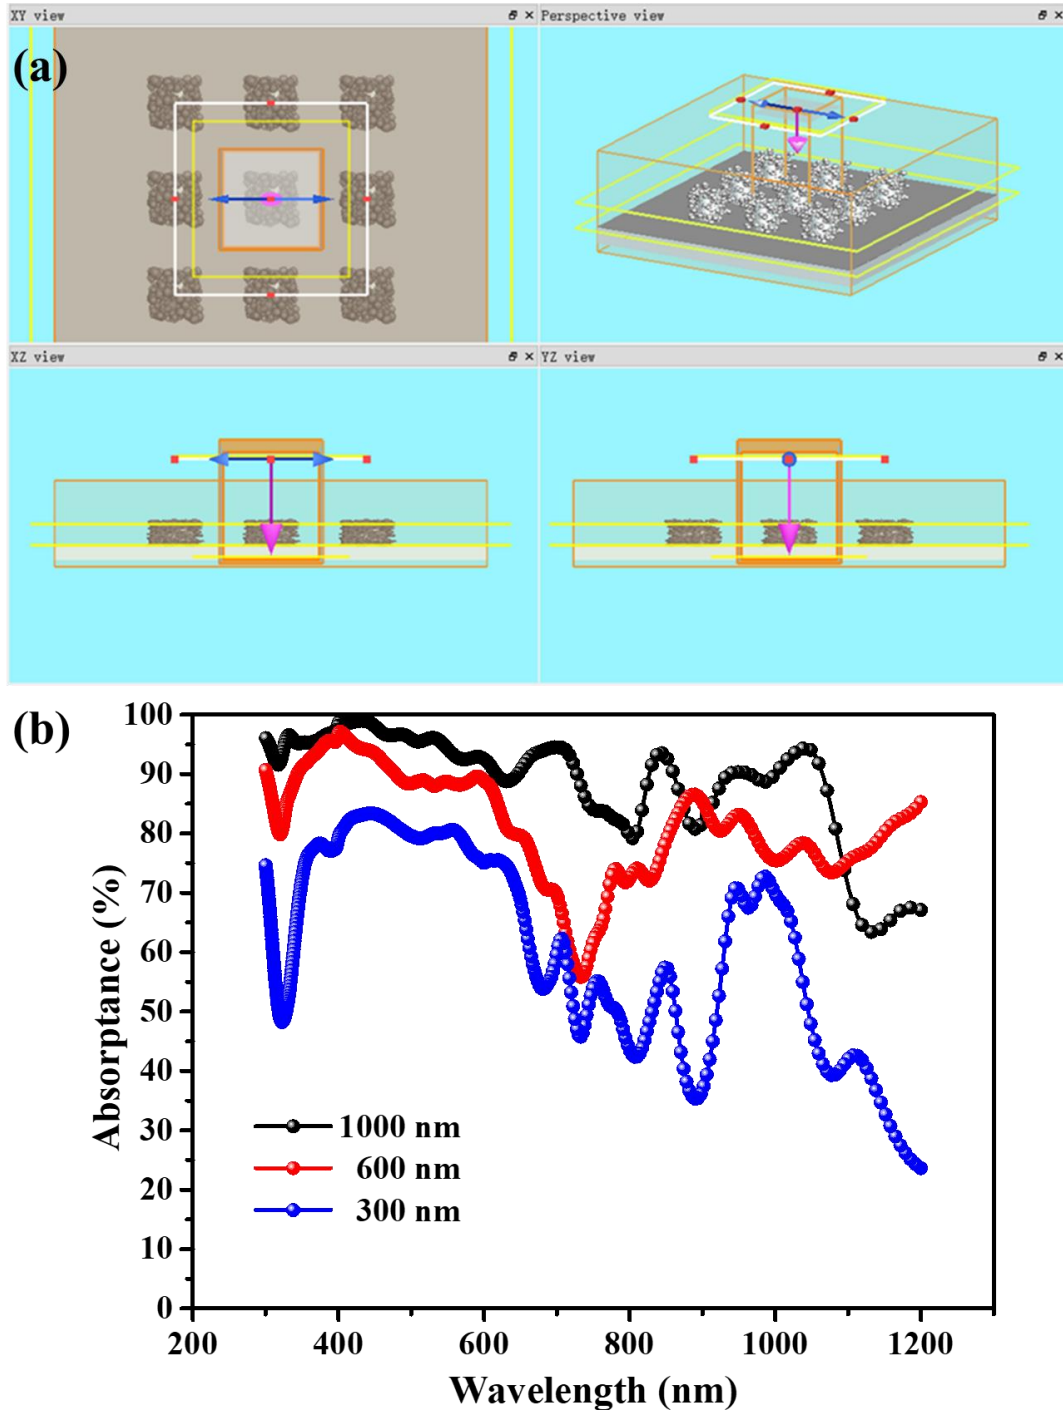 XY view
Perspective view
(a)
XZ view
YZ view
(b)
100
90
80
70
60
50
40
30
20
10
0
Absorptance (%)
1000 nm
600 nm
300 nm
200
400
600
800
1000
1200
Wavelength (nm)